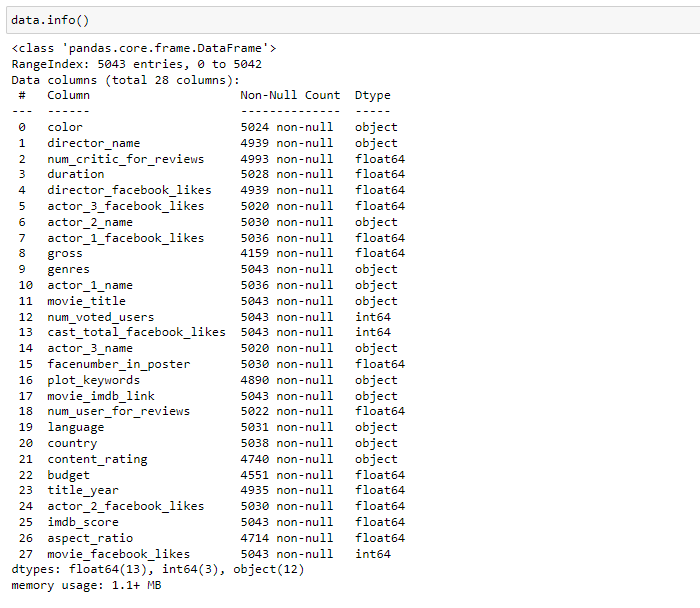 data.info()
<class 'pandas.core.frame.DataFrame'>
RangeIndex: 5043 entries, 0 to 5042
Data columns (total 28 columns):
 #   Column                     Non-Null Count  Dtype
---  ------                     --------------  -----
 0   color                      5024 non-null   object
 1   director_name              4939 non-null   object
 2   num_critic_for_reviews     4993 non-null   float64
 3   duration                   5028 non-null   float64
 4   director_facebook_likes    4939 non-null   float64
 5   actor_3_facebook_likes     5020 non-null   float64
 6   actor_2_name               5030 non-null   object
 7   actor_1_facebook_likes     5036 non-null   float64
 8   gross                      4159 non-null   float64
 9   genres                     5043 non-null   object
 10  actor_1_name               5036 non-null   object
 11  movie_title                5043 non-null   object
 12  num_voted_users            5043 non-null   int64
 13  cast_total_facebook_likes  5043 non-null   int64
 14  actor_3_name               5020 non-null   object
 15  facenumber_in_poster       5030 non-null   float64
 16  plot_keywords              4890 non-null   object
 17  movie_imdb_link            5043 non-null   object
 18  num_user_for_reviews       5022 non-null   float64
 19  language                   5031 non-null   object
 20  country                    5038 non-null   object
 21  content_rating             4740 non-null   object
 22  budget                     4551 non-null   float64
 23  title_year                 4935 non-null   float64
 24  actor_2_facebook_likes     5030 non-null   float64
 25  imdb_score                 5043 non-null   float64
 26  aspect_ratio               4714 non-null   float64
 27  movie_facebook_likes       5043 non-null   int64
dtypes: float64(13), int64(3), object(12)
memory usage: 1.1+ MB